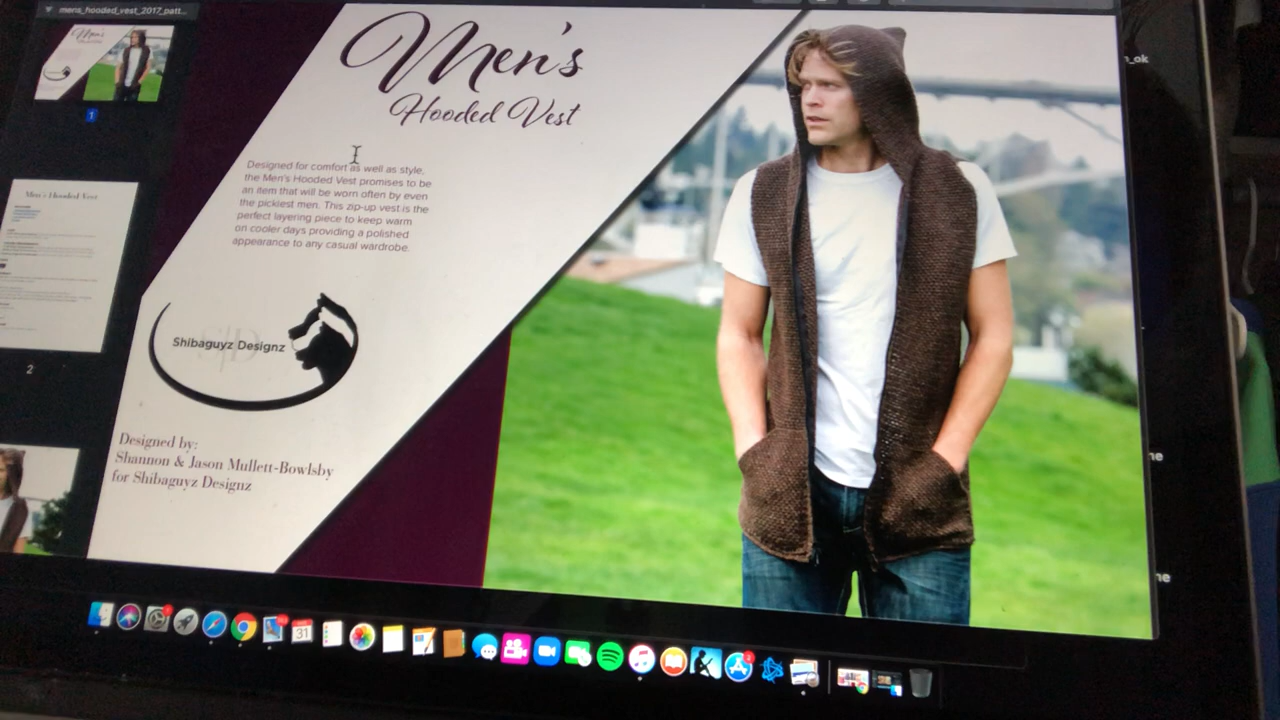 mens_hooded_vest_2017_patt...
1
Men's Hooded Vest
2
Men's
Hooded Vest
Designed for comfort as well as style,
the Men's Hooded Vest promises to be
an item that will be worn often by even
the pickiest men. This zip-up vest is the
perfect layering piece to keep warm
on cooler days providing a polished
appearance to any casual wardrobe.
Shibaguyz Designz
Designed by:
Shannon & Jason Mullett-Bowlsby
for Shibaguyz Designz
_ok
ne
ne
31